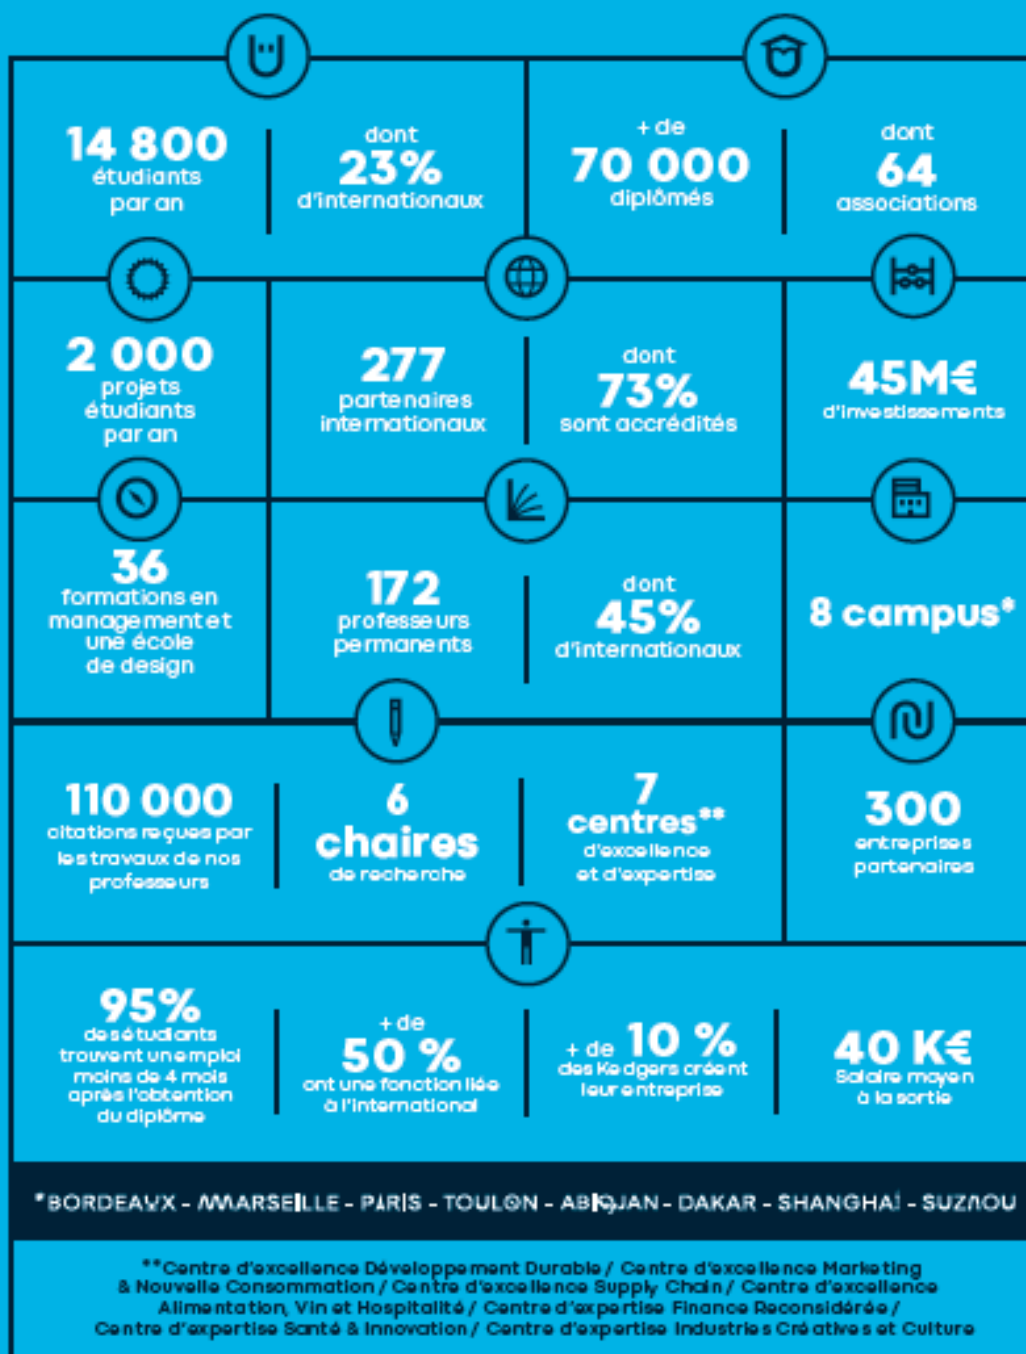 14 800
étudiants
par an
dont
23%
d'internationaux
+ de
70 000
diplômés
dont
64
associations
2 000
projets
étudiants
par an
277
partenaires
internationaux
dont
73%
sont accrédités
45M€
d'investissements
36
formations en
management et
une école
de design
172
professeurs
permanents
dont
45%
d'internationaux
8 campus*
110 000
citations reçues par
les travaux de nos
professeurs
6
chaires
de recherche
7
centres**
d'excellence
et d'expertise
300
entreprises
partenaires
95%
des étudiants
trouvent un emploi
moins de 4 mois
après l'obtention
du diplôme
+ de
50 %
ont une fonction liée
à l'international
+ de 10 %
des Kedgers créent
leur entreprise
40 K€
Salaire moyen
à la sortie
*BORDEAUX - MARSEILLE - PARIS - TOULON - ABIDJAN - DAKAR - SHANGHAI - SUZHOU
**Centre d'excellence Développement Durable / Centre d'excellence Marketing
& Nouvelle Consommation / Centre d'excellence Supply Chain / Centre d'excellence
Alimentation, Vin et Hospitalité / Centre d'expertise Finance Reconsidérée /
Centre d'expertise Santé & Innovation / Centre d'expertise Industries Créatives et Culture